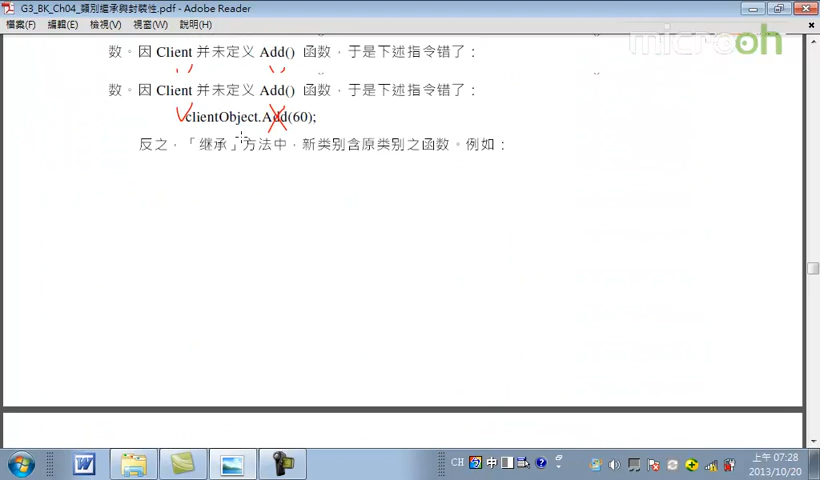 G3_BK_Ch04_類別繼承與封裝性.pdf - Adobe Reader
檔案(F) 編輯(E) 檢視(V) 視窗(W) 說明(H)
microoh
数。因 Client 并未定义 Add() 函数，于是下述指令错了：
数。因 Client 并未定义 Add() 函数，于是下述指令错了：
clientObject.Add(60);
反之，「继承」方法中，新类别含原类别之函数。例如：
CH 中
上午 07:28
2013/10/20